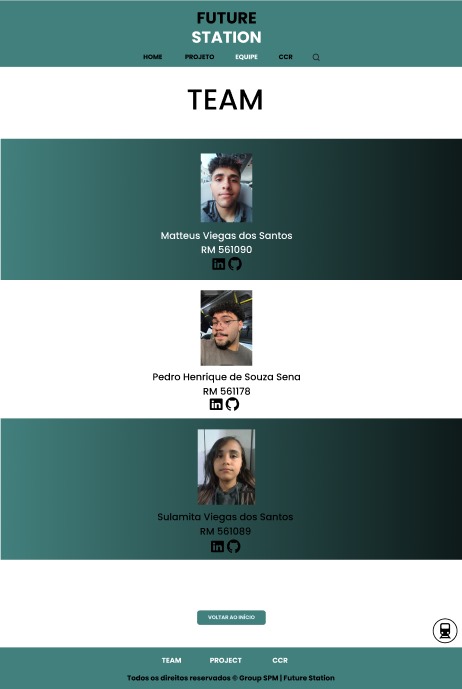 FUTURE
STATION
HOME PROJETO EQUIPE CCR
TEAM
Matteus Viegas dos Santos
RM 561090
Pedro Henrique de Souza Sena
RM 561178
Sulamita Viegas dos Santos
RM 561089
VOLTAR AO INÍCIO
TEAM PROJECT CCR
Todos os direitos reservados © Group SPM | Future Station